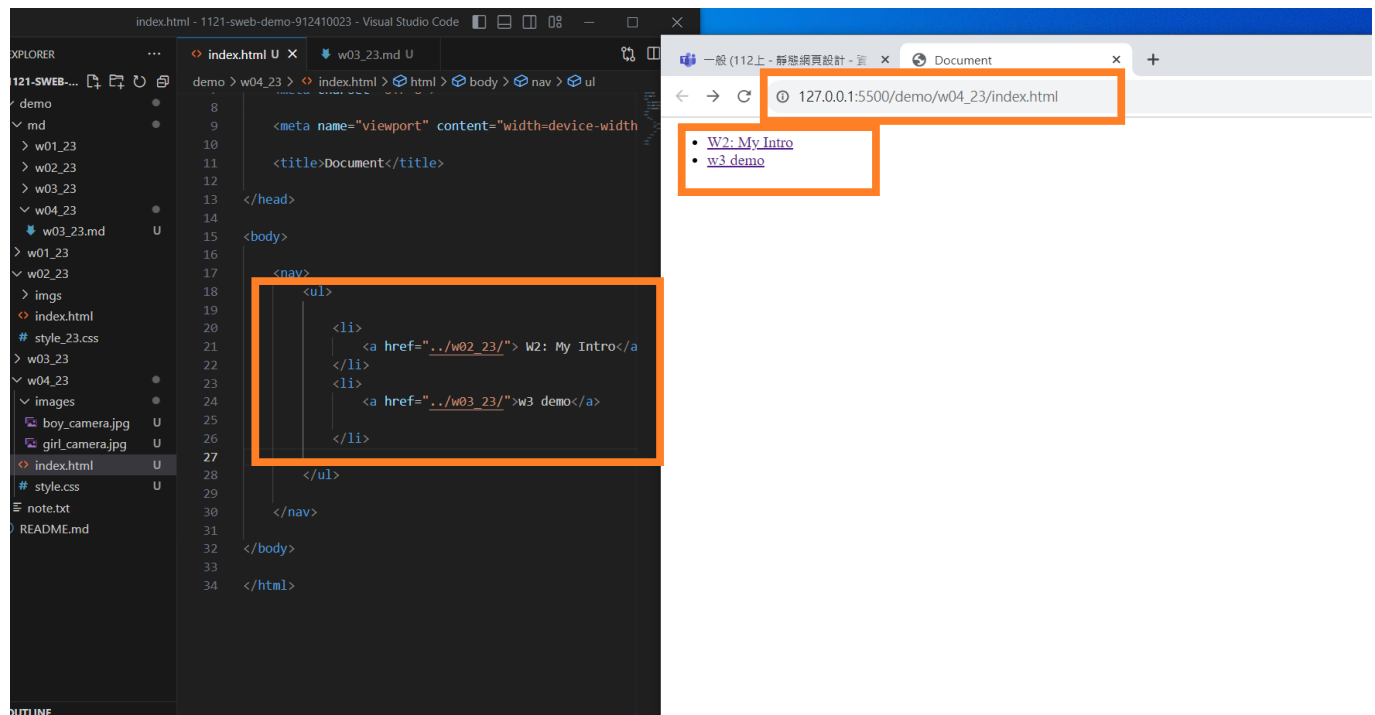 index.html - 1121-sweb-demo-912410023 - Visual Studio Code
EXPLORER
1121-SWEB-...
demo
md
w01_23
w02_23
w03_23
w04_23
w03_23.md U
w01_23
w02_23
imgs
index.html
# style_23.css
w03_23
w04_23
images
boy_camera.jpg U
girl_camera.jpg U
index.html U
# style.css U
note.txt
README.md
OUTLINE
index.html U
w03_23.md U
demo > w04_23 > index.html > html > body > nav > ul
8
9 <meta name="viewport" content="width=device-width
10
11 <title>Document</title>
12
13 </head>
14
15 <body>
16
17 <nav>
18 <ul>
19
20 <li>
21 <a href="../w02_23/"> W2: My Intro</a
22 </li>
23 <li>
24 <a href="../w03_23/">w3 demo</a>
25
26 </li>
27
28 </ul>
29
30 </nav>
31
32 </body>
33
34 </html>
一般 (112上 - 靜態網頁設計 -
Document
127.0.0.1:5500/demo/w04_23/index.html
• W2: My Intro
• w3 demo